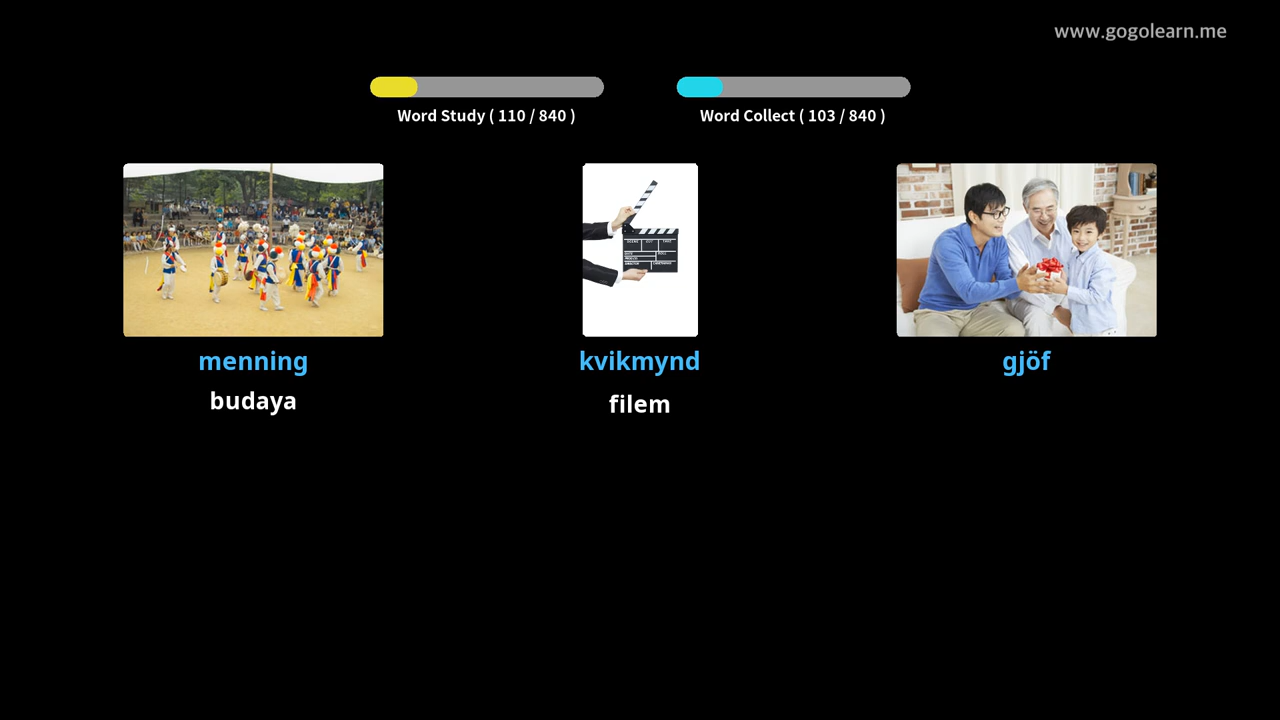 www.gogolearn.me
Word Study ( 110 / 840 )
Word Collect ( 103 / 840 )
menning
kvikmynd
gjöf
budaya
filem